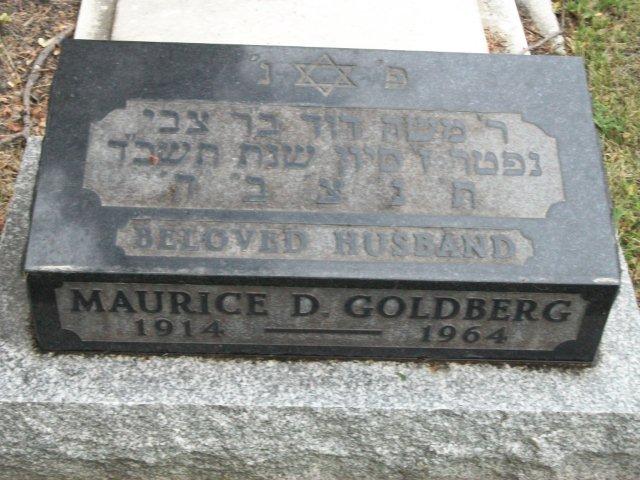 פ׳ נ׳
ר׳ משה דוד בר צבי
נפטר ז סיון שנת תשכ״ד
ת׳ נ׳ צ׳ ב׳ ה׳
BELOVED HUSBAND
MAURICE D. GOLDBERG
1914 — 1964